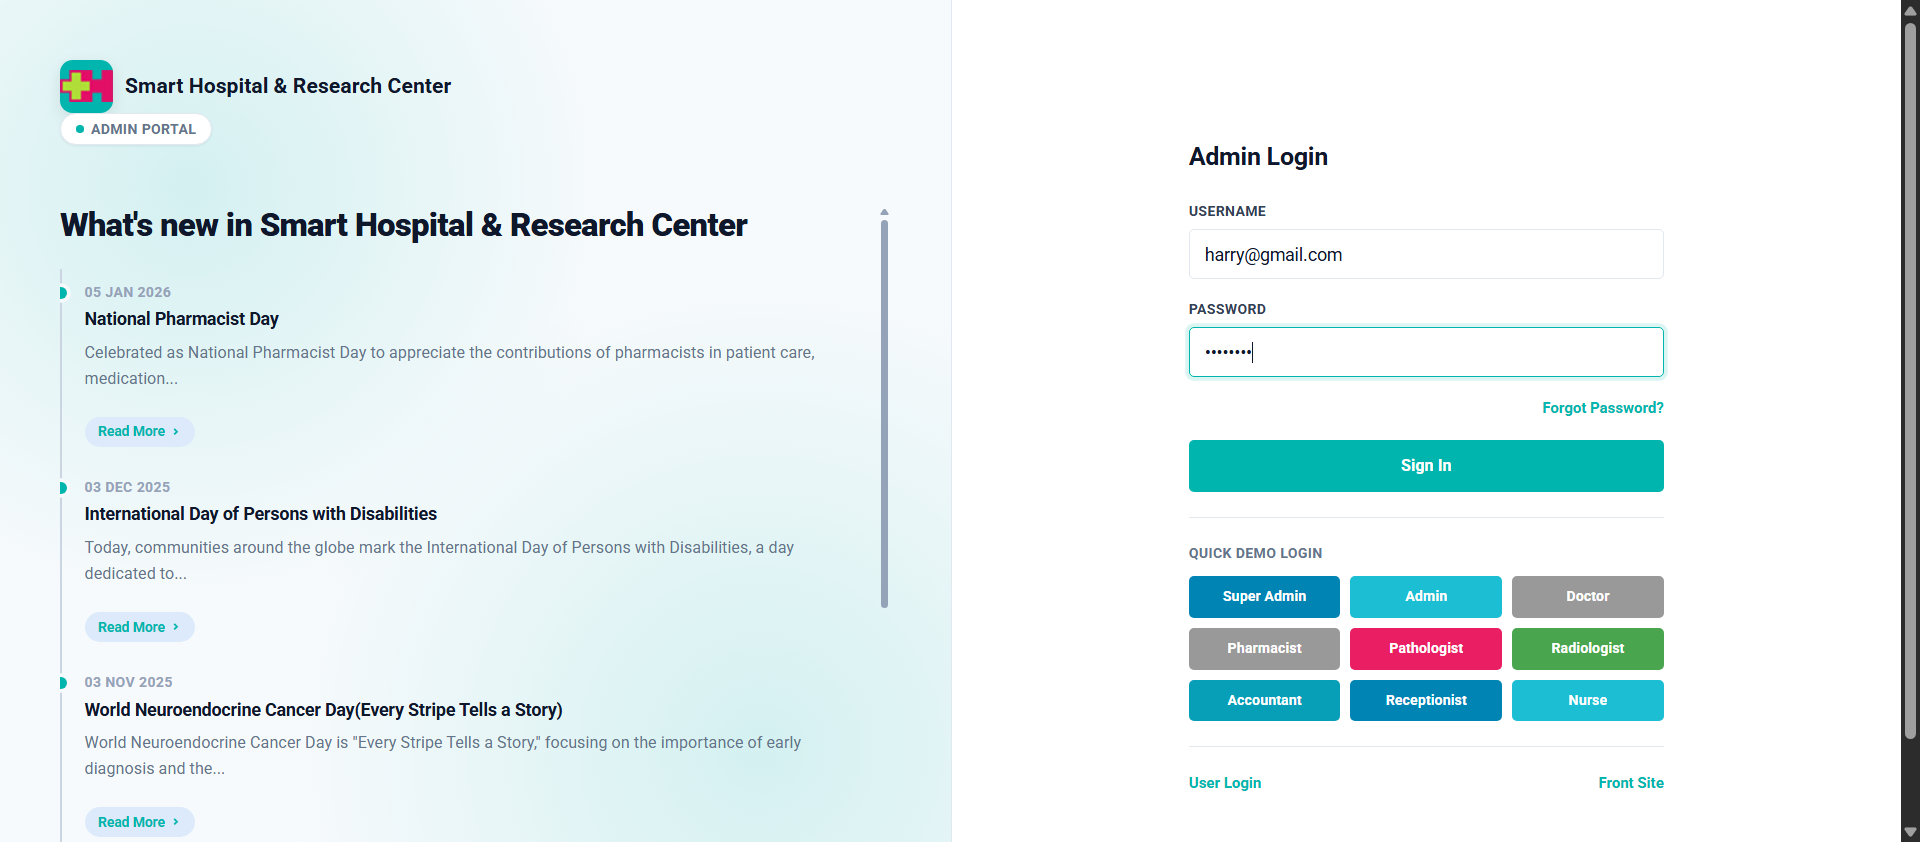 Smart Hospital & Research Center
ADMIN PORTAL
What's new in Smart Hospital & Research Center
05 JAN 2026
National Pharmacist Day
Celebrated as National Pharmacist Day to appreciate the contributions of pharmacists in patient care,
medication...
Read More
03 DEC 2025
International Day of Persons with Disabilities
Today, communities around the globe mark the International Day of Persons with Disabilities, a day
dedicated to...
Read More
03 NOV 2025
World Neuroendocrine Cancer Day(Every Stripe Tells a Story)
World Neuroendocrine Cancer Day is "Every Stripe Tells a Story," focusing on the importance of early
diagnosis and the...
Read More
Admin Login
USERNAME
harry@gmail.com
PASSWORD
••••••••
Forgot Password?
Sign In
QUICK DEMO LOGIN
Super Admin
Admin
Doctor
Pharmacist
Pathologist
Radiologist
Accountant
Receptionist
Nurse
User Login
Front Site